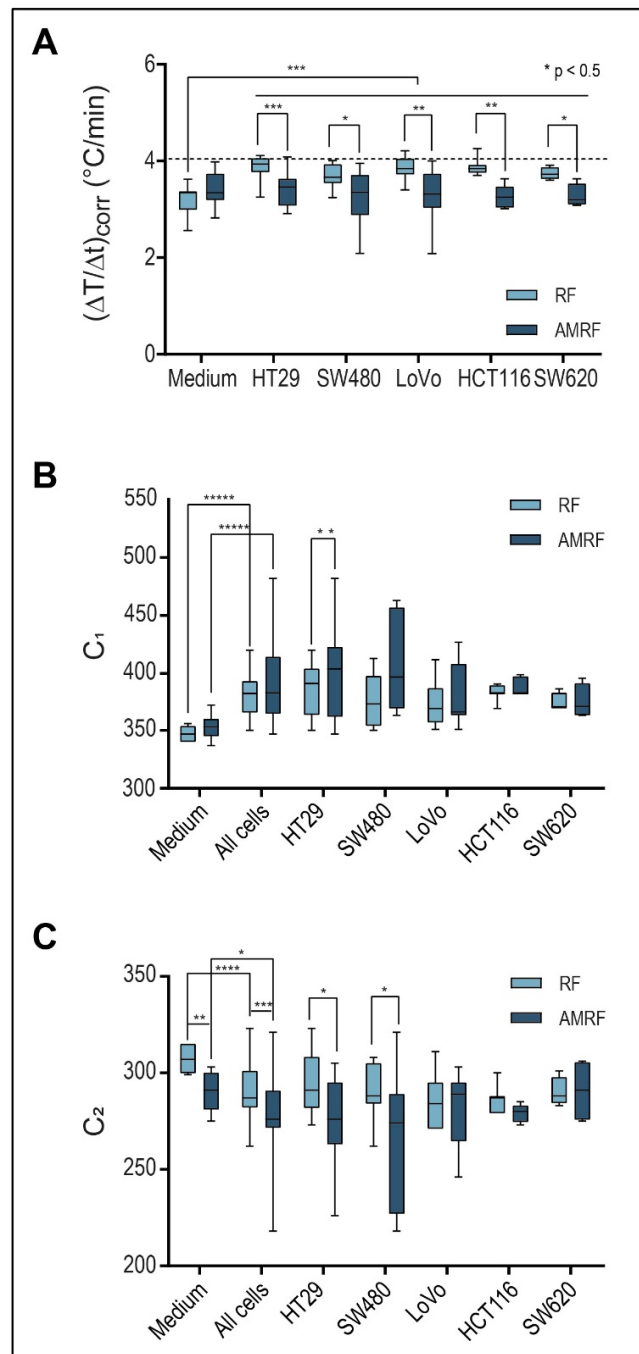 A
(ΔT/Δt)corr (°C/min)
6
4
2
0
***
* p < 0.5
***
*
**
**
*
RF
AMRF
Medium
HT29
SW480
LoVo
HCT116
SW620
B
C₁
550
500
450
400
350
300
*****
*****
* *
RF
AMRF
Medium
All cells
HT29
SW480
LoVo
HCT116
SW620
C
C₂
350
300
250
200
*
****
**
***
*
*
RF
AMRF
Medium
All cells
HT29
SW480
LoVo
HCT116
SW620